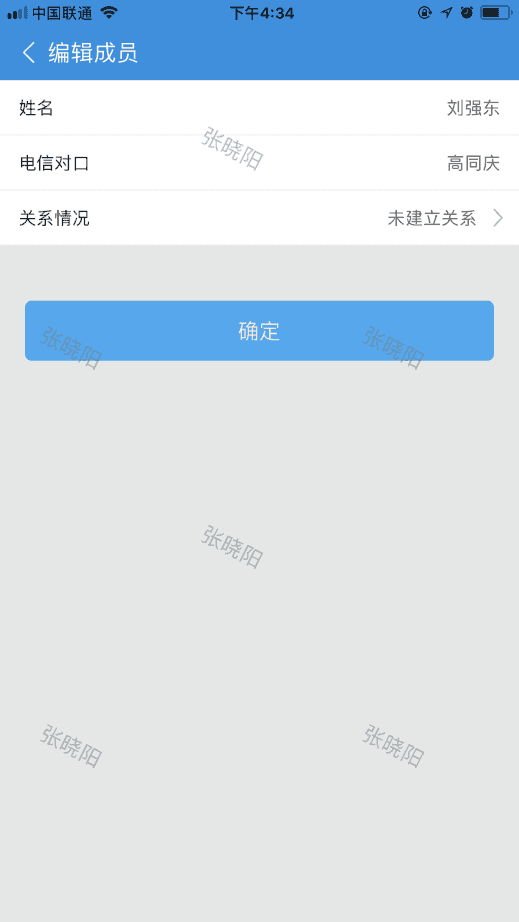 中国联通 下午4:34
编辑成员
姓名 刘强东
张晓阳
电信对口 高同庆
关系情况 未建立关系
确定
张晓阳 张晓阳
张晓阳
张晓阳 张晓阳